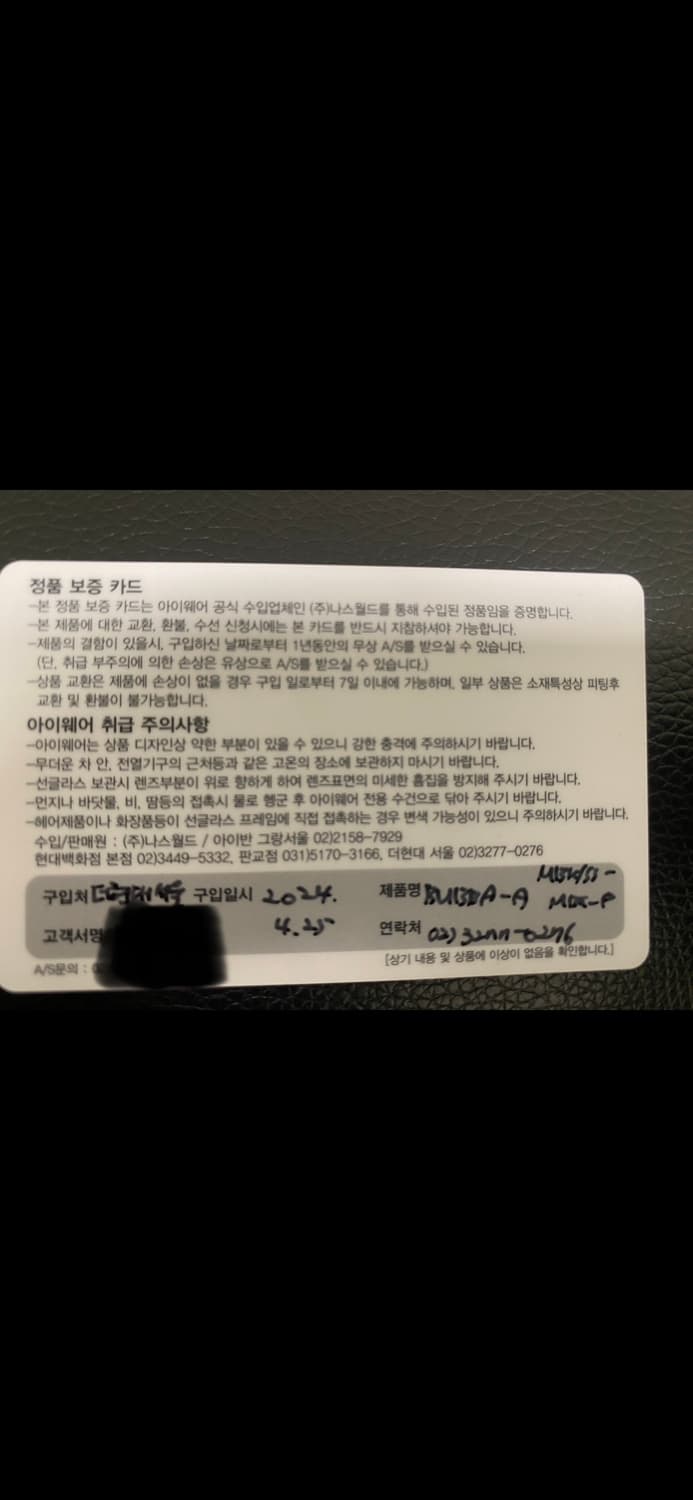 정품 보증 카드
-본 정품 보증 카드는 아이웨어 공식 수입업체인 (주)나스월드를 통해 수입된 정품임을 증명합니다.
-본 제품에 대한 교환, 환불, 수선 신청시에는 본 카드를 반드시 지참하셔야 가능합니다.
-제품의 결함이 있을시, 구입하신 날짜로부터 1년동안의 무상 A/S를 받으실 수 있습니다.
(단, 취급 부주의에 의한 손상은 유상으로 A/S를 받으실 수 있습니다.)
-상품 교환은 제품에 손상이 없을 경우 구입 일로부터 7일 이내에 가능하며, 일부 상품은 소재특성상 피팅후
교환 및 환불이 불가능합니다.
아이웨어 취급 주의사항
-아이웨어는 상품 디자인상 약한 부분이 있을 수 있으니 강한 충격에 주의하시기 바랍니다.
-무더운 차 안, 전열기구의 근처등과 같은 고온의 장소에 보관하지 마시기 바랍니다.
-선글라스 보관시 렌즈부분이 위로 향하게 하여 렌즈표면의 미세한 흠집을 방지해 주시기 바랍니다.
-먼지나 바닷물, 비, 땀등의 접촉시 물로 헹군 후 아이웨어 전용 수건으로 닦아 주시기 바랍니다.
-헤어제품이나 화장품등이 선글라스 프레임에 직접 접촉하는 경우 변색 가능성이 있으니 주의하시기 바랍니다.
수입/판매원 : (주)나스월드 / 아이반 그랑서울 02)2158-7929
현대백화점 본점 02)3449-5332, 판교점 031)5170-3166, 더현대 서울 02)3277-0276
구입처 구입일시 2024. 제품명
4.25
고객서명 연락처 02) 3277-0276
[상기 내용 및 상품에 이상이 없음을 확인합니다.]
A/S문의 :